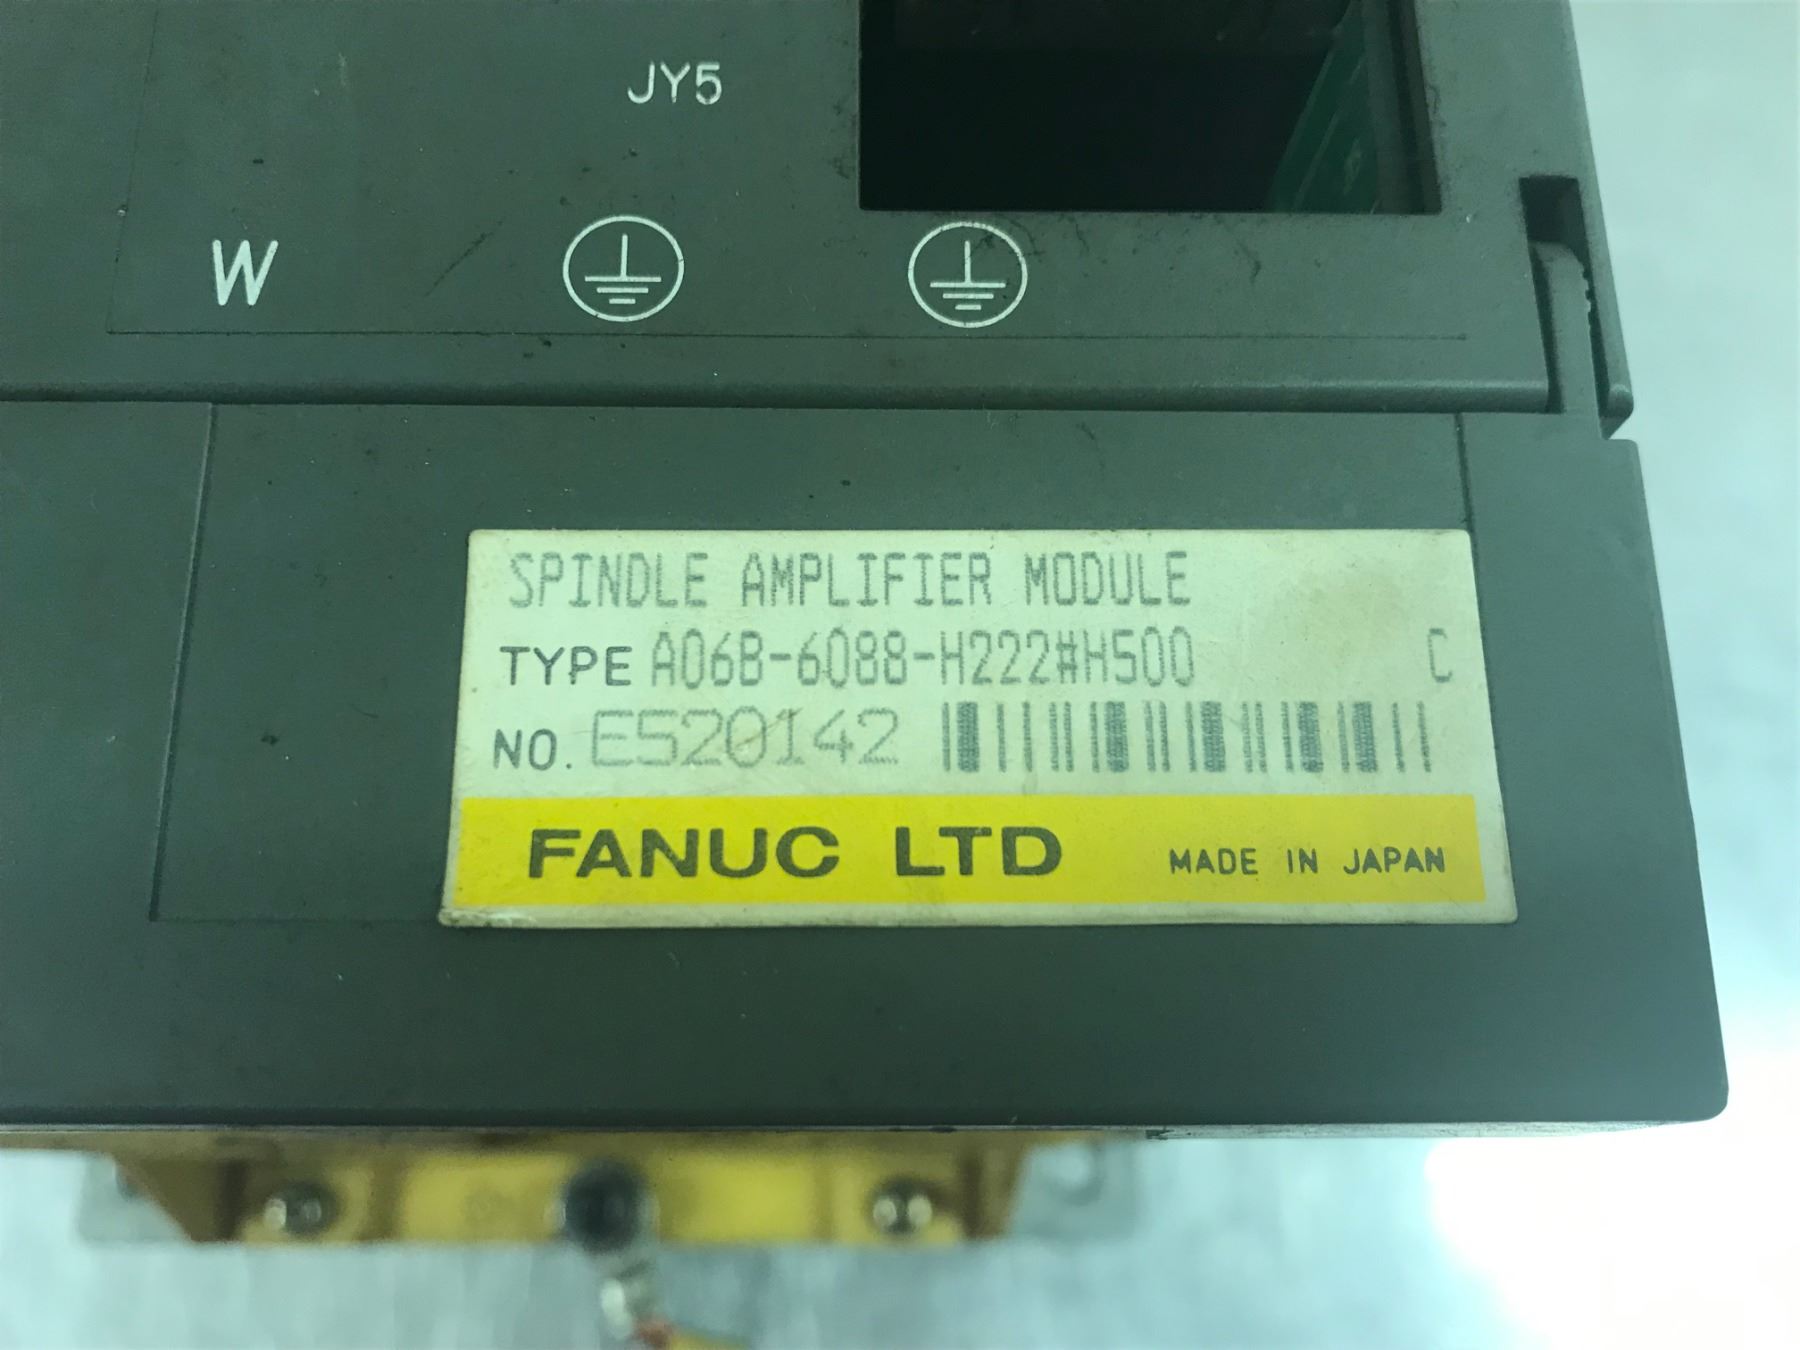 JY5
W
SPINDLE AMPLIFIER MODULE
TYPE A06B-6088-H222#H500 C
NO. E520142
FANUC LTD MADE IN JAPAN